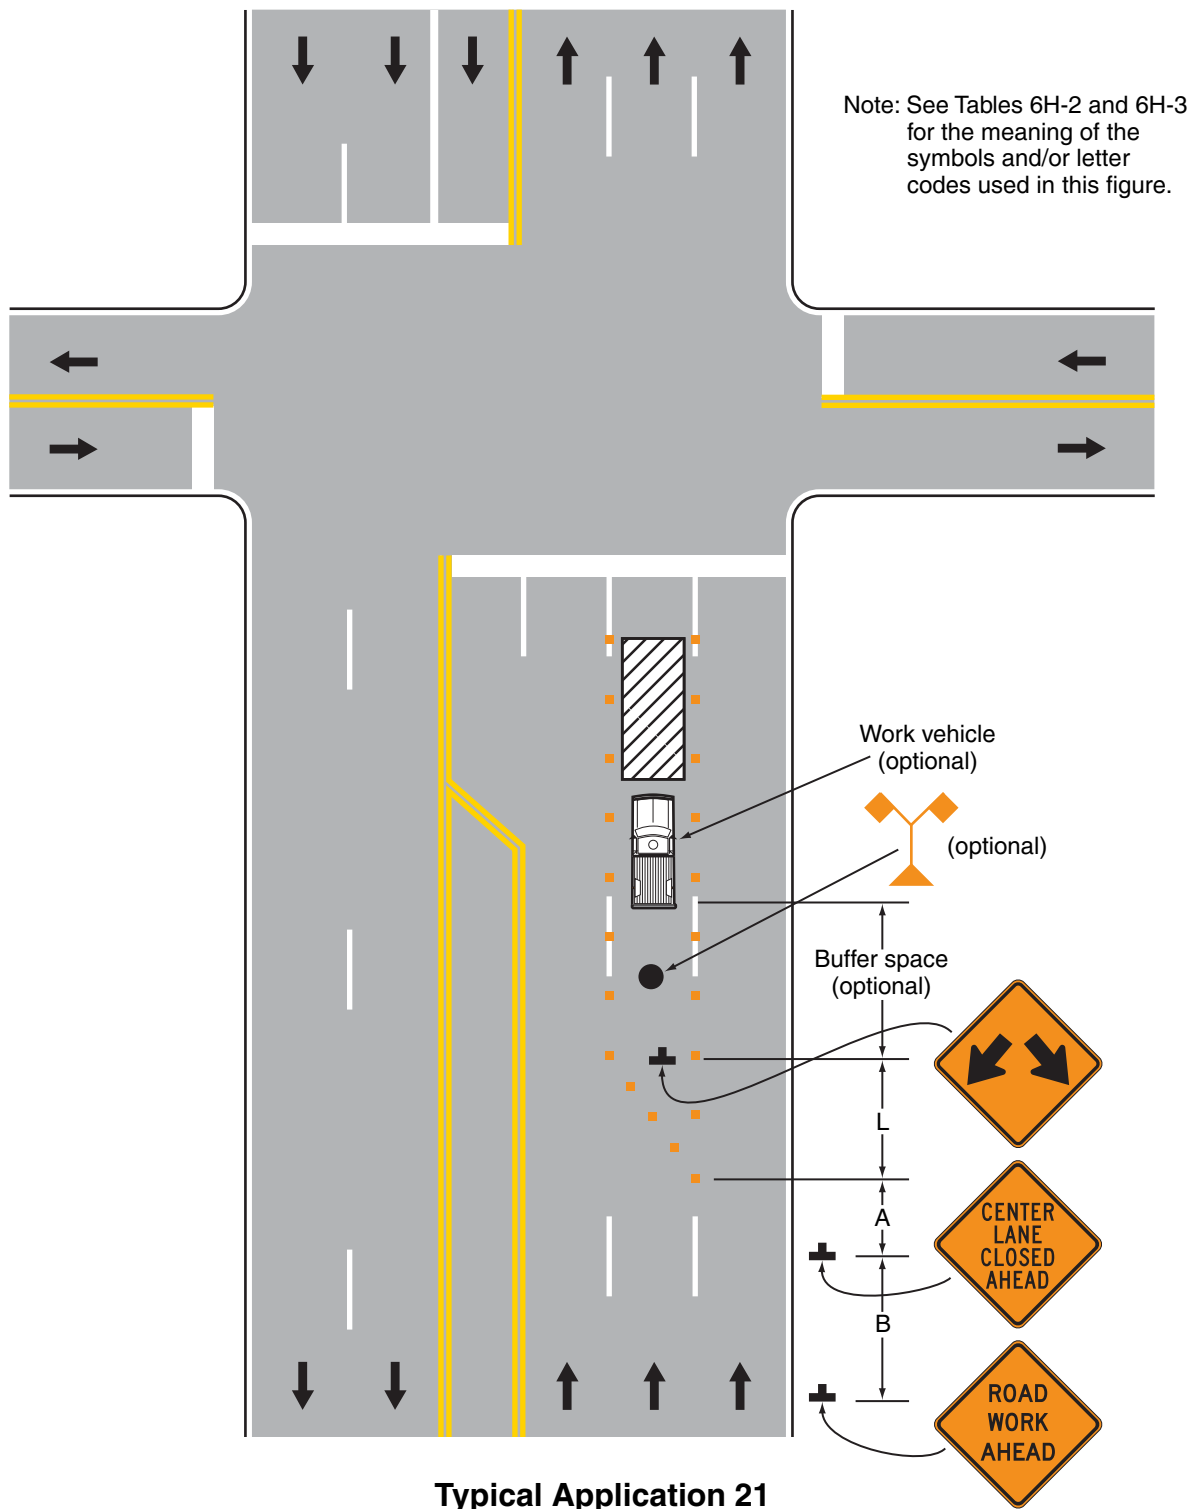 Note: See Tables 6H-2 and 6H-3
for the meaning of the
symbols and/or letter
codes used in this figure.
Work vehicle
(optional)
(optional)
Buffer space
(optional)
L
A
CENTER
LANE
CLOSED
AHEAD
B
ROAD
WORK
AHEAD
Typical Application 21